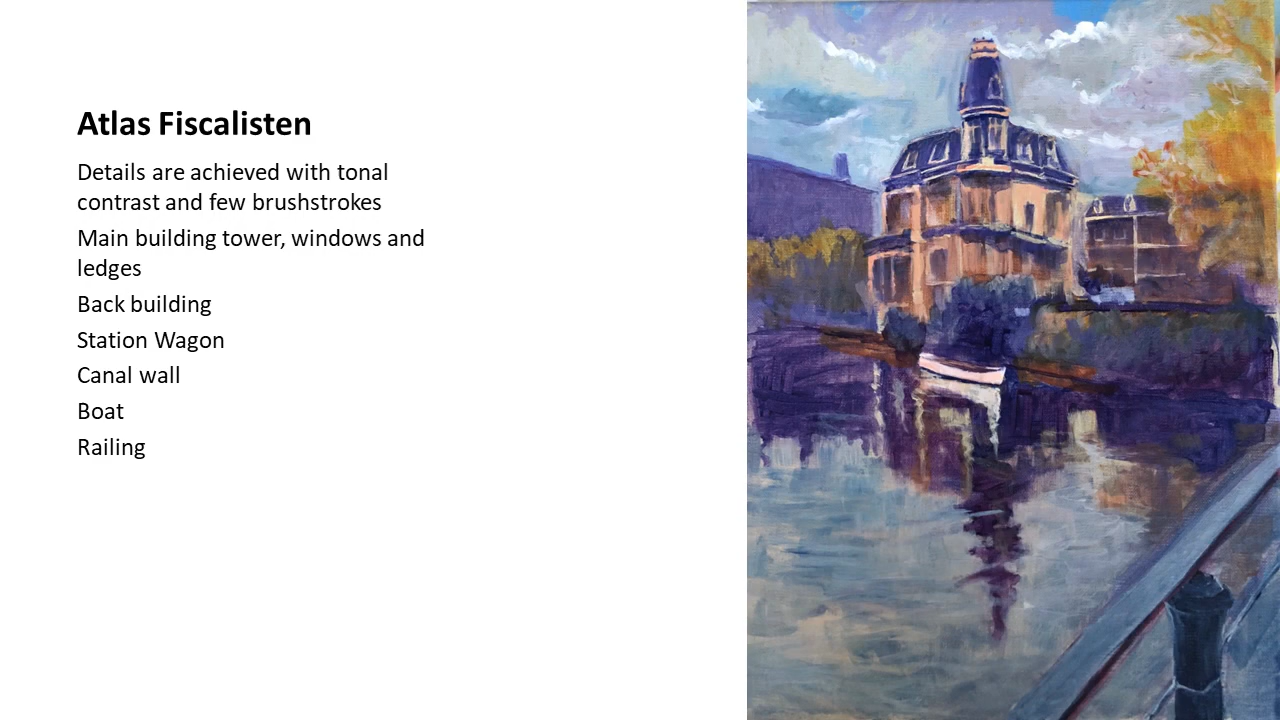 Atlas Fiscalisten
Details are achieved with tonal
contrast and few brushstrokes
Main building tower, windows and
ledges
Back building
Station Wagon
Canal wall
Boat
Railing